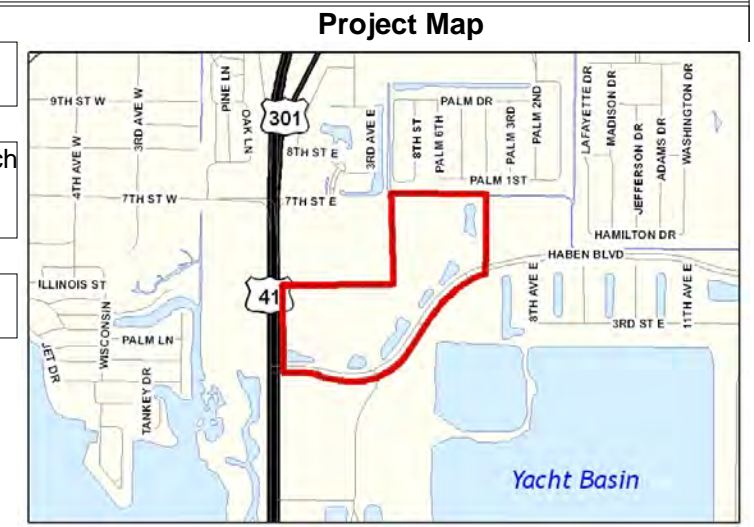 Project Map
ch
9TH ST W
4TH AVE W
3RD AVE W
PINE LN
OAK LN
301
8TH ST E
3RD AVE E
7TH ST W
7TH ST E
PALM DR
8TH ST
PALM 6TH
PALM 3RD
PALM 2ND
PALM 1ST
LAFAYETTE DR
MADISON DR
JEFFERSON DR
ADAMS DR
WASHINGTON DR
HAMILTON DR
HABEN BLVD
ILLINOIS ST
41
WISCONSIN
PALM LN
JET DR
TANKEY DR
8TH AVE E
3RD ST E
11TH AVE E
Yacht Basin